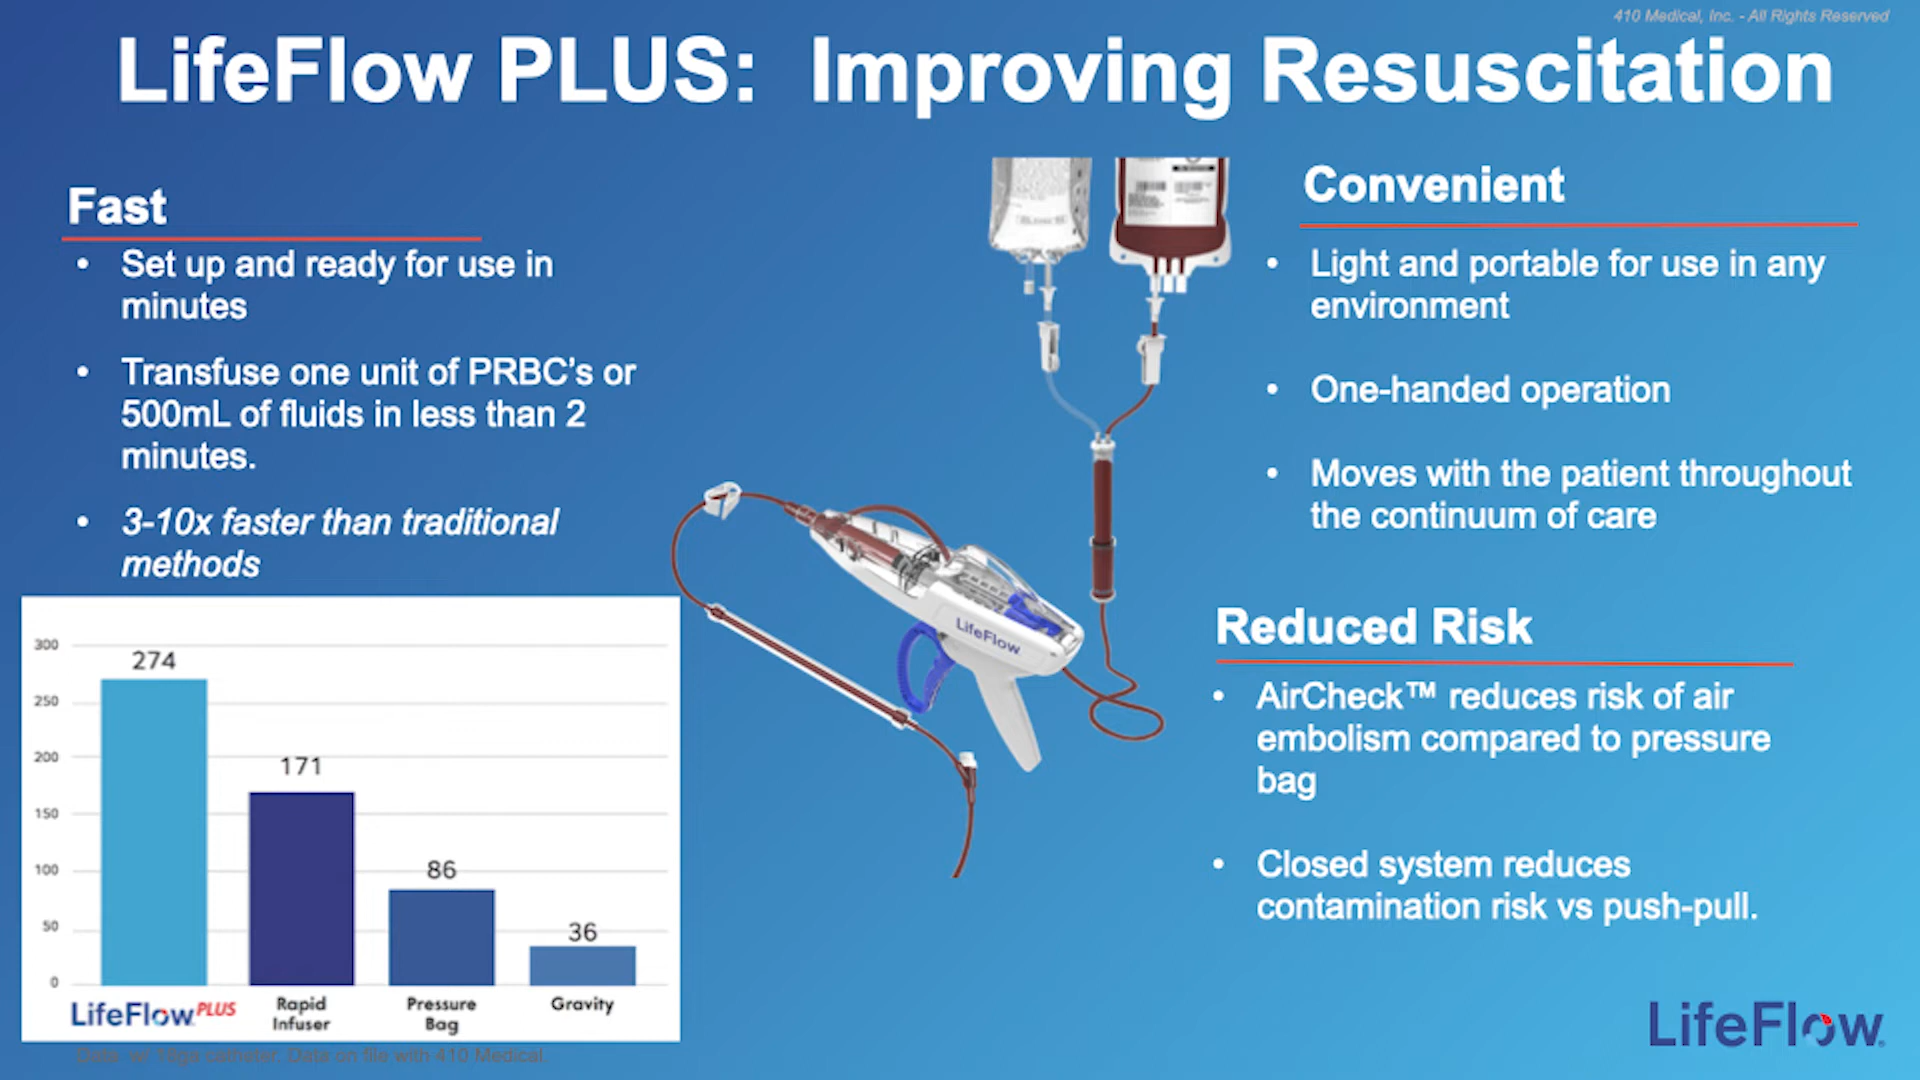 410 Medical, Inc. - All Rights Reserved
LifeFlow PLUS: Improving Resuscitation
Fast
• Set up and ready for use in
minutes
• Transfuse one unit of PRBC's or
500mL of fluids in less than 2
minutes.
• 3-10x faster than traditional
methods
300
250
200
150
100
50
0
274
171
86
36
LifeFlow PLUS
Rapid
Infuser
Pressure
Bag
Gravity
Data w/ 18ga catheter. Data on file with 410 Medical.
LifeFlow
Convenient
• Light and portable for use in any
environment
• One-handed operation
• Moves with the patient throughout
the continuum of care
Reduced Risk
• AirCheck™ reduces risk of air
embolism compared to pressure
bag
• Closed system reduces
contamination risk vs push-pull.
LifeFlow